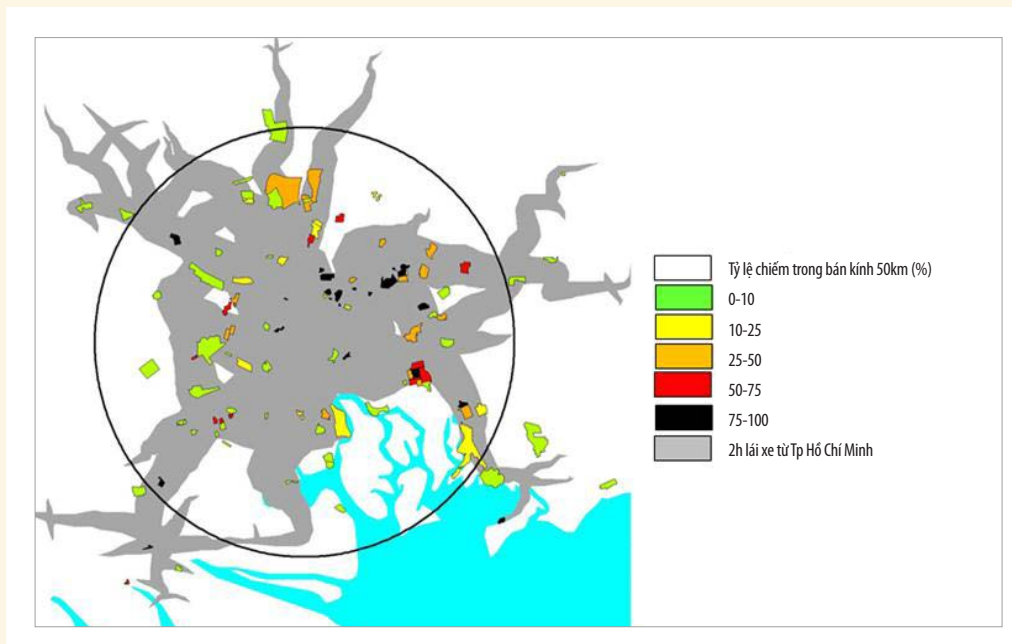 Tỷ lệ chiếm trong bán kính 50km (%)
0-10
10-25
25-50
50-75
75-100
2h lái xe từ Tp Hồ Chí Minh